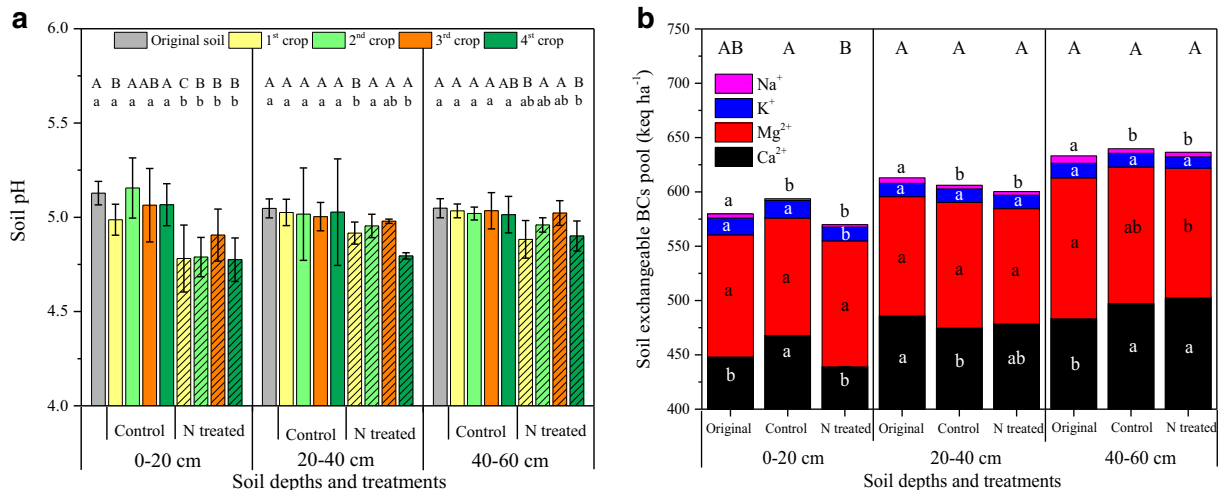 a
6.0
5.5
5.0
4.5
4.0
Soil pH
Original soil 1st crop 2nd crop 3rd crop 4st crop
A B A AB A C B B B A A A A A B A A A A A A A AB B A A B
a a a a a b b b b a a a a a b a ab b a a a a a ab ab ab b
Control N treated Control N treated Control N treated
0-20 cm 20-40 cm 40-60 cm
Soil depths and treatments
b
750
700
650
600
550
500
450
400
Soil exchangeable BCs pool (keq ha-1)
AB A B A A A A A A
Na+
K+
Mg2+
Ca2+
a b b a b b a b b
a a b a a a a a a
a a a a a a a ab b
b a b a b ab b a a
Original Control N treated Original Control N treated Original Control N treated
0-20 cm 20-40 cm 40-60 cm
Soil depths and treatments